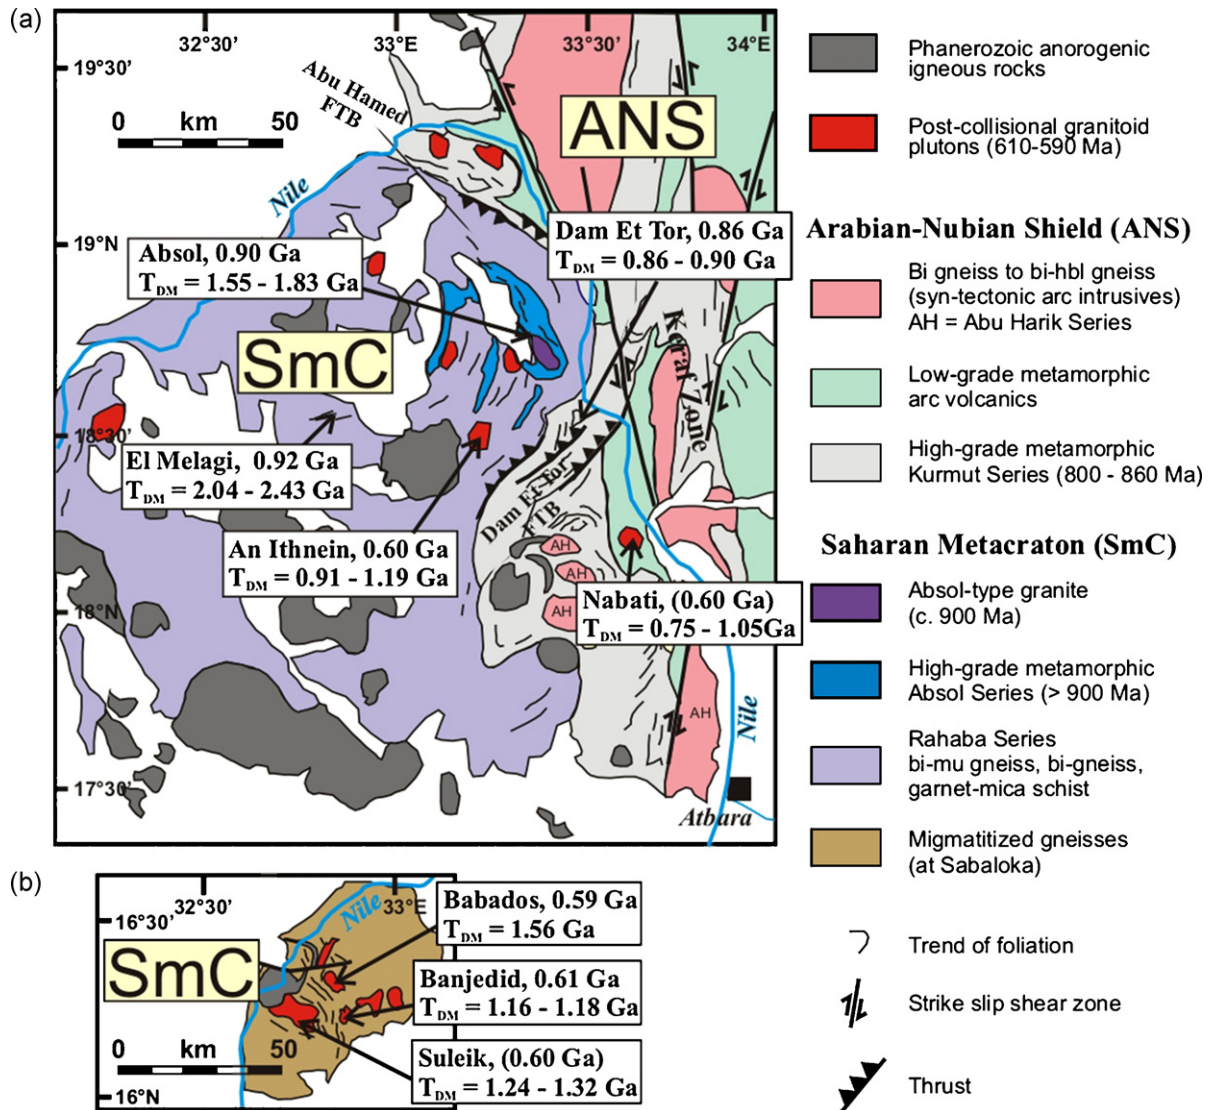 (a)
32°30'
33°E
33°30'
34°E
19°30'
Abu Hamed
FTB
0 km 50
ANS
Nile
19°N
Absol, 0.90 Ga
TDM = 1.55 - 1.83 Ga
Dam Et Tor, 0.86 Ga
TDM = 0.86 - 0.90 Ga
SmC
Keraf Zone
18°30'
El Melagi, 0.92 Ga
TDM = 2.04 - 2.43 Ga
Dam Et Tor
FTB
An Ithnein, 0.60 Ga
TDM = 0.91 - 1.19 Ga
AH
AH
AH
Nabati, (0.60 Ga)
TDM = 0.75 - 1.05Ga
18°N
AH
Nile
17°30'
Atbara
Phanerozoic anorogenic
igneous rocks
Post-collisional granitoid
plutons (610-590 Ma)
Arabian-Nubian Shield (ANS)
Bi gneiss to bi-hbl gneiss
(syn-tectonic arc intrusives)
AH = Abu Harik Series
Low-grade metamorphic
arc volcanics
High-grade metamorphic
Kurmut Series (800 - 860 Ma)
Saharan Metacraton (SmC)
Absol-type granite
(c. 900 Ma)
High-grade metamorphic
Absol Series (> 900 Ma)
Rahaba Series
bi-mu gneiss, bi-gneiss,
garnet-mica schist
Migmatitized gneisses
(at Sabaloka)
Trend of foliation
Strike slip shear zone
Thrust
(b)
32°30'
33°E
16°30'
Nile
SmC
Babados, 0.59 Ga
TDM = 1.56 Ga
Banjedid, 0.61 Ga
TDM = 1.16 - 1.18 Ga
0 km 50
Suleik, (0.60 Ga)
TDM = 1.24 - 1.32 Ga
16°N